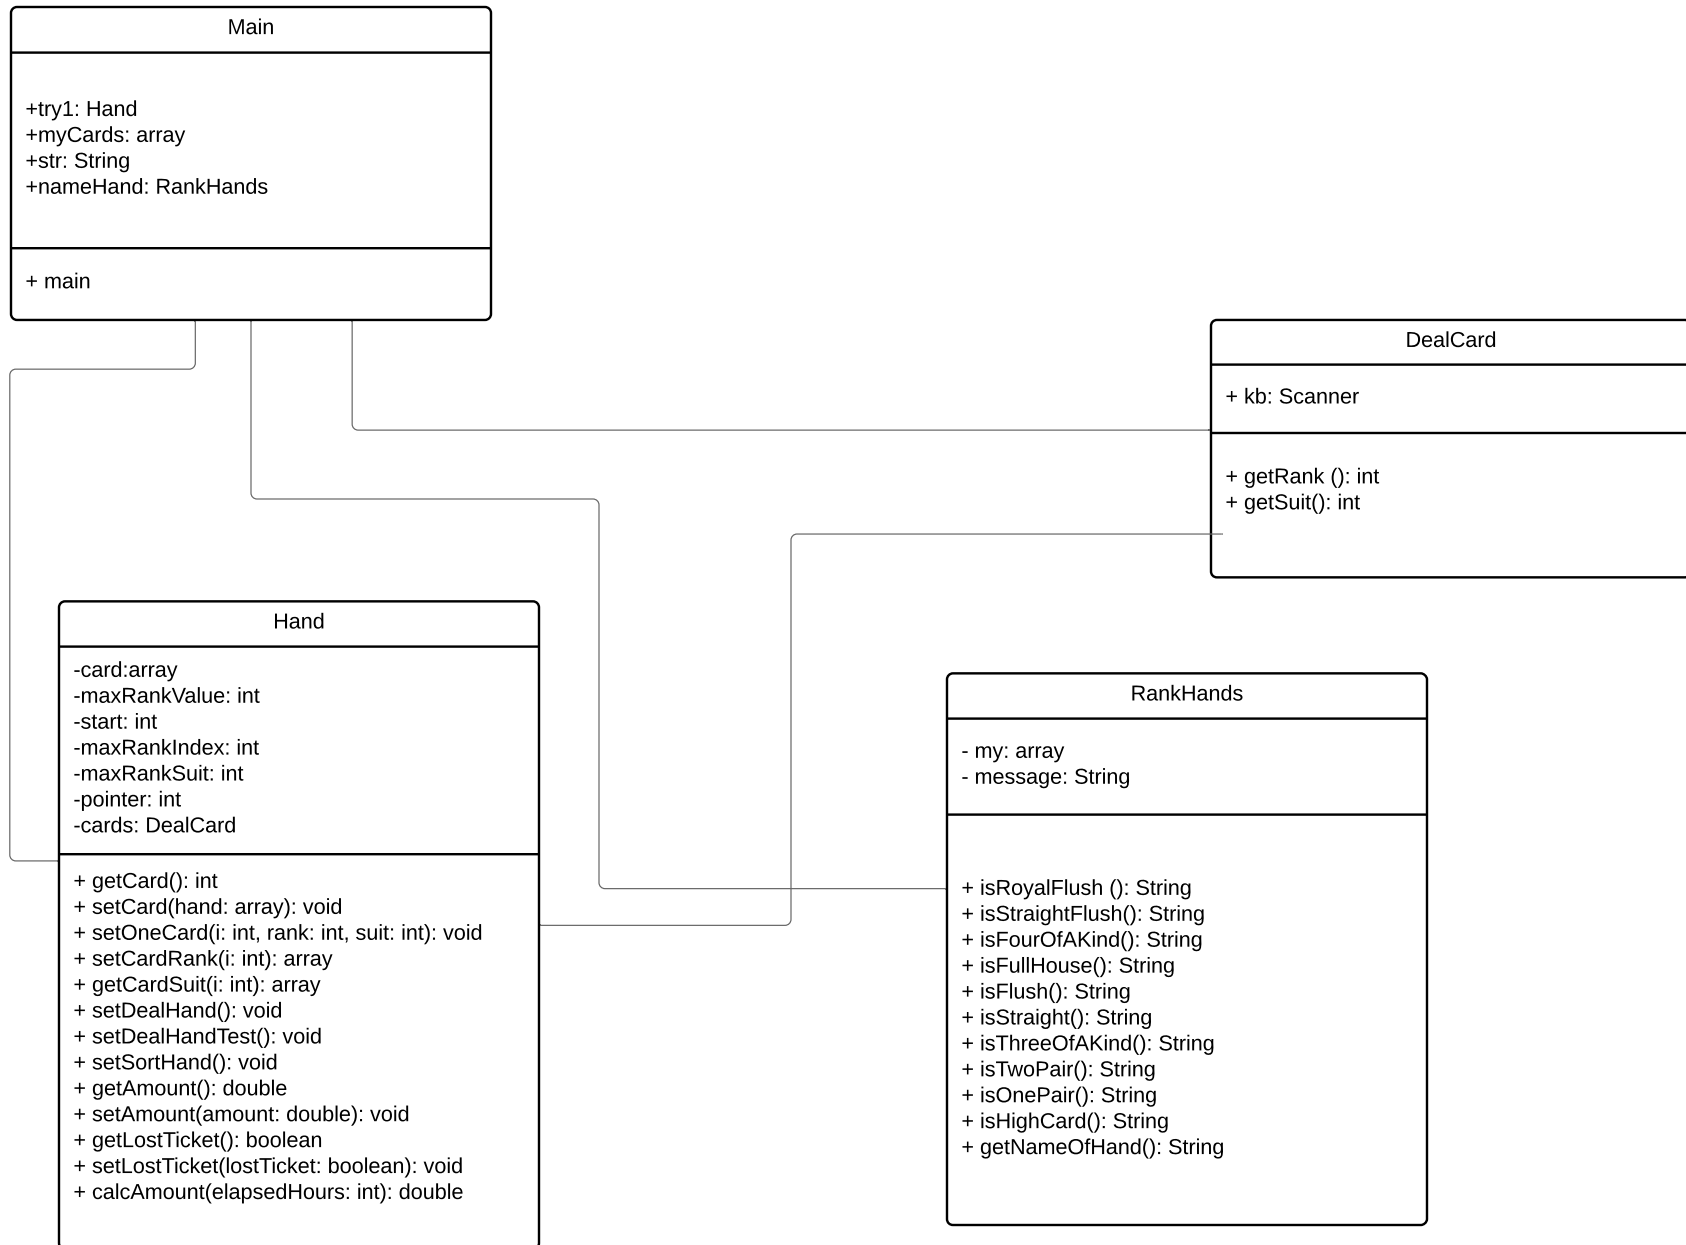 Main
+try1: Hand
+myCards: array
+str: String
+nameHand: RankHands
+ main
DealCard
+ kb: Scanner
+ getRank (): int
+ getSuit(): int
Hand
-card:array
-maxRankValue: int
-start: int
-maxRankIndex: int
-maxRankSuit: int
-pointer: int
-cards: DealCard
+ getCard(): int
+ setCard(hand: array): void
+ setOneCard(i: int, rank: int, suit: int): void
+ setCardRank(i: int): array
+ getCardSuit(i: int): array
+ setDealHand(): void
+ setDealHandTest(): void
+ setSortHand(): void
+ getAmount(): double
+ setAmount(amount: double): void
+ getLostTicket(): boolean
+ setLostTicket(lostTicket: boolean): void
+ calcAmount(elapsedHours: int): double
RankHands
- my: array
- message: String
+ isRoyalFlush (): String
+ isStraightFlush(): String
+ isFourOfAKind(): String
+ isFullHouse(): String
+ isFlush(): String
+ isStraight(): String
+ isThreeOfAKind(): String
+ isTwoPair(): String
+ isOnePair(): String
+ isHighCard(): String
+ getNameOfHand(): String